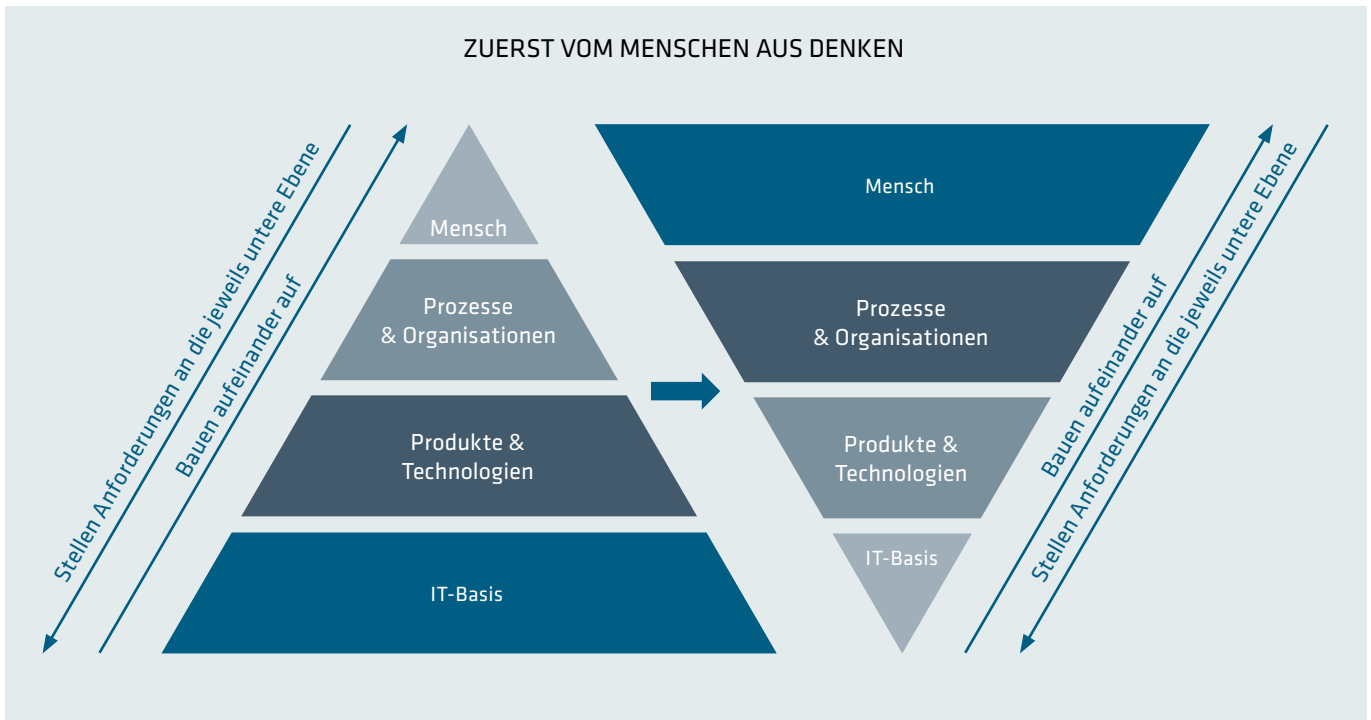 ZUERST VOM MENSCHEN AUS DENKEN
Stellen Anforderungen an die jeweils untere Ebene
Bauen aufeinander auf
Mensch
Prozesse
& Organisationen
Produkte &
Technologien
IT-Basis
Mensch
Prozesse
& Organisationen
Produkte &
Technologien
IT-Basis
Bauen aufeinander auf
Stellen Anforderungen an die jeweils untere Ebene